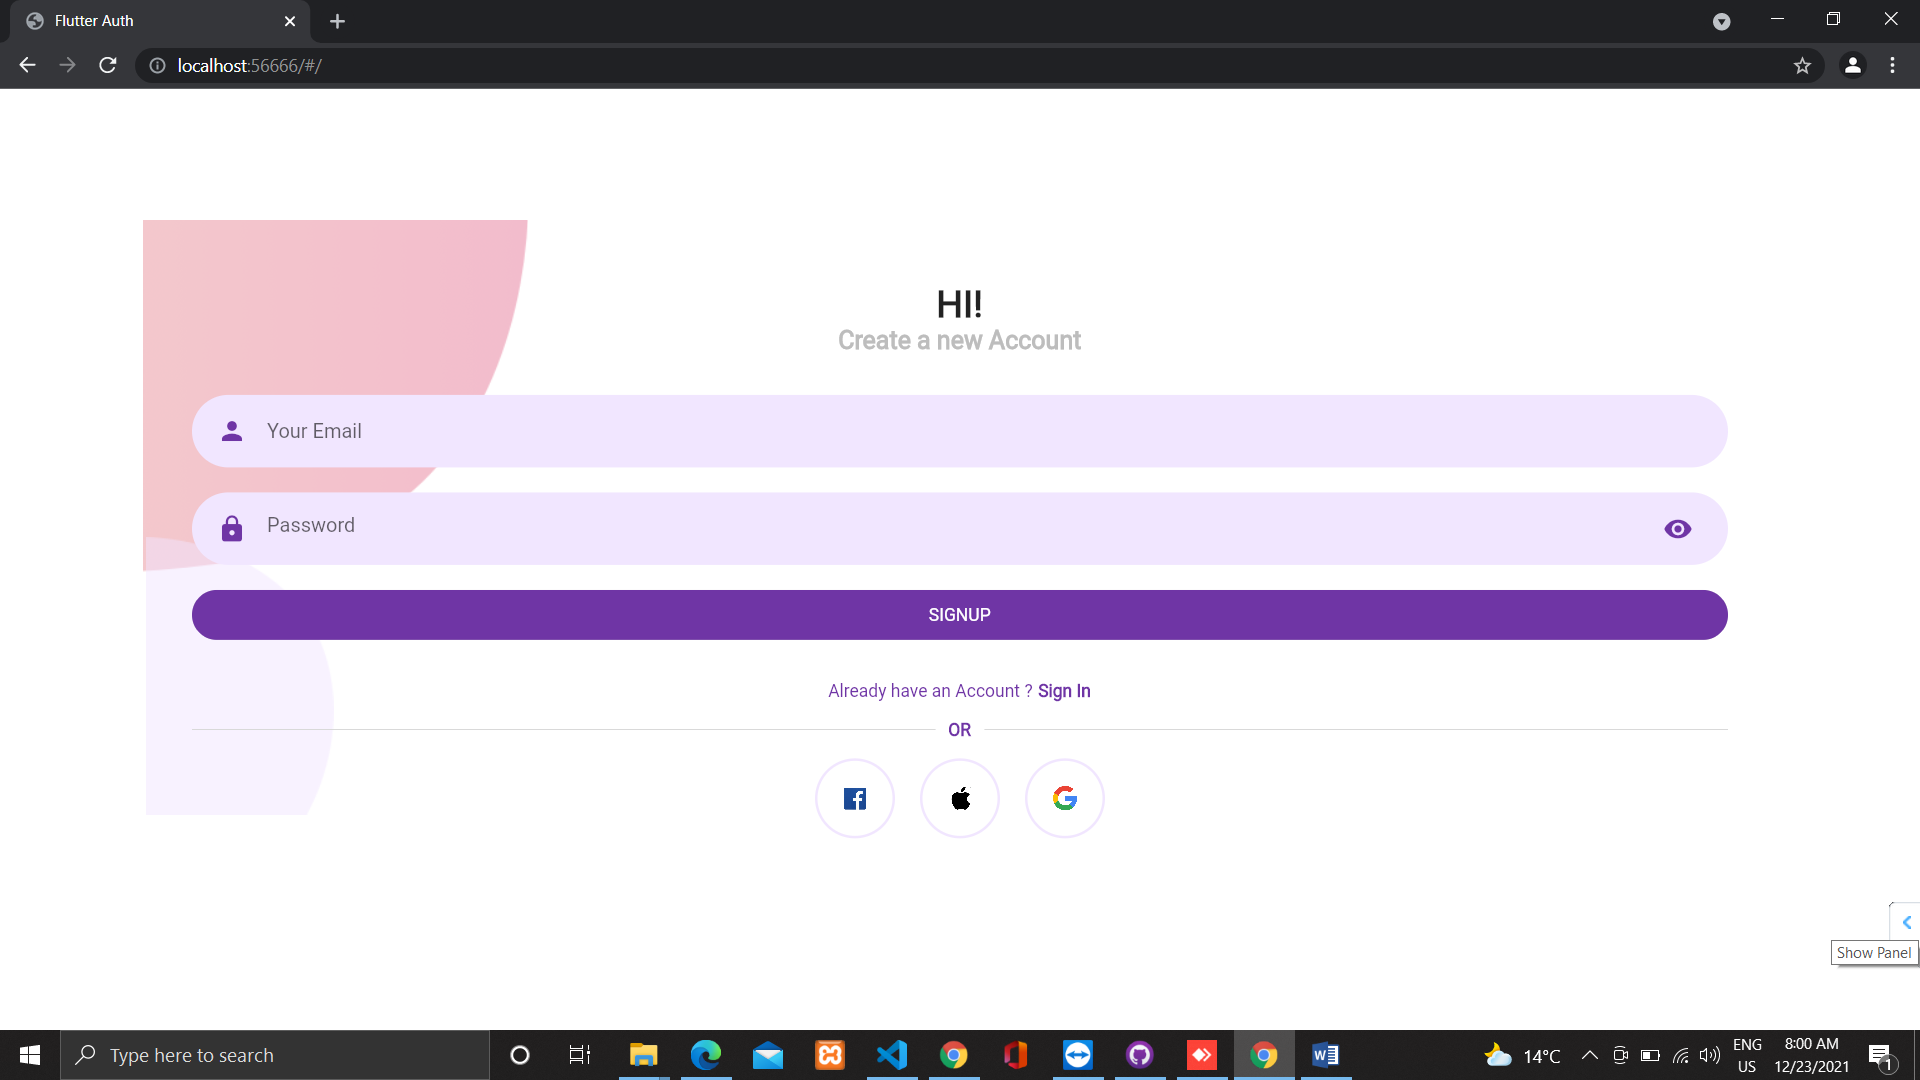 Flutter Auth
localhost:56666/#/
HI!
Create a new Account
Your Email
Password
SIGNUP
Already have an Account ? Sign In
OR
Show Panel
Type here to search
14°C
ENG
US
8:00 AM
12/23/2021
1